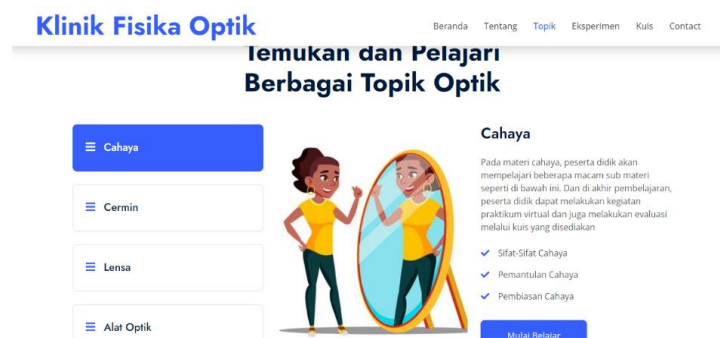 Klinik Fisika Optik
Beranda Tentang Topik Eksperimen Kuis Contact
Temukan dan Pelajari
Berbagai Topik Optik
Cahaya
Cermin
Lensa
Alat Optik
Cahaya
Pada materi cahaya, peserta didik akan
mempelajari beberapa macam sub materi
seperti di bawah ini. Dan di akhir pembelajaran,
peserta didik dapat melakukan kegiatan
praktikum virtual dan juga melakukan evaluasi
melalui kuis yang disediakan
Sifat-Sifat Cahaya
Pemantulan Cahaya
Pembiasan Cahaya
Mulai Belajar